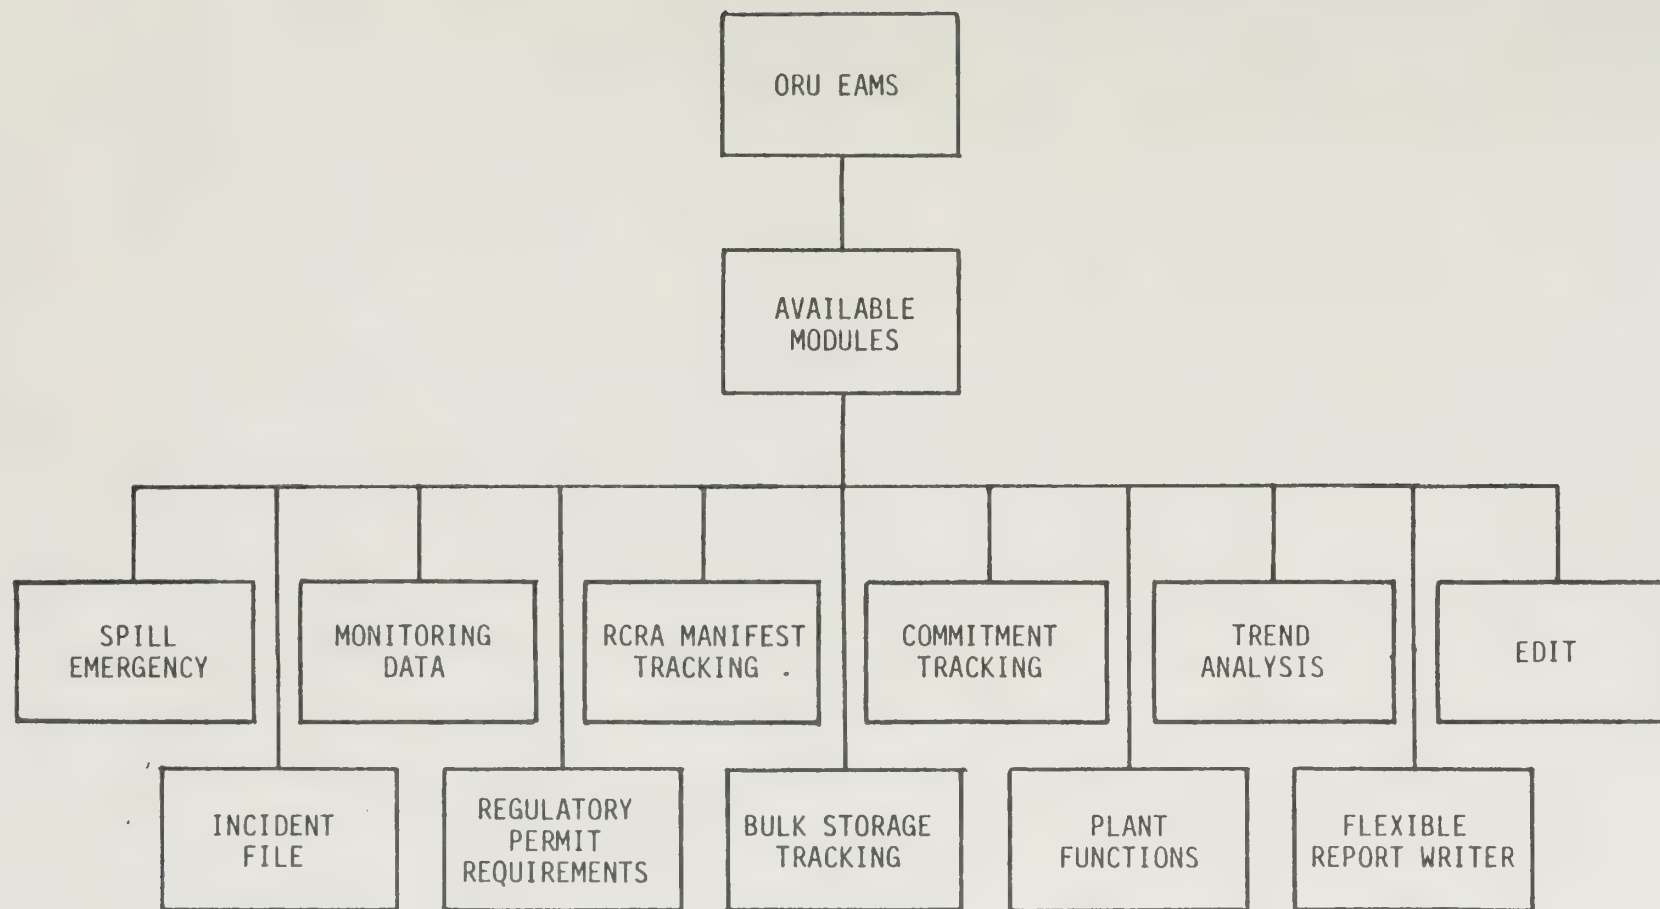 ORU EAMS
AVAILABLE
MODULES
SPILL
EMERGENCY
MONITORING
DATA
RCRA MANIFEST
TRACKING .
COMMITMENT
TRACKING
TREND
ANALYSIS
EDIT
INCIDENT
FILE
REGULATORY
PERMIT
REQUIREMENTS
BULK STORAGE
TRACKING
PLANT
FUNCTIONS
FLEXIBLE
REPORT WRITER